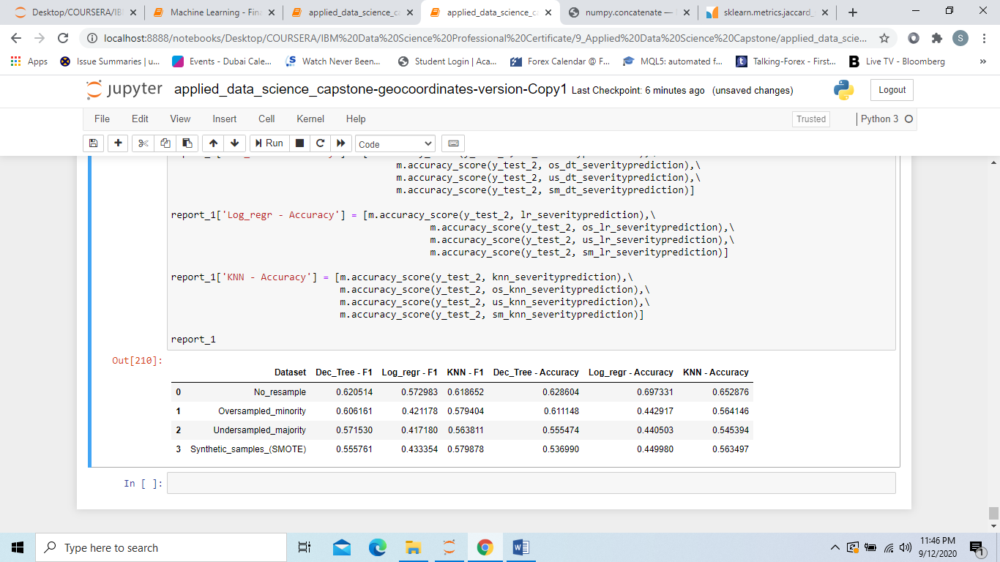 Desktop/COURSERA/IB
Machine Learning - Fin
applied_data_science_c
applied_data_science_c
numpy.concatenate —
sklearn.metrics.jaccard_
localhost:8888/notebooks/Desktop/COURSERA/IBM%20Data%20Science%20Professional%20Certificate/9_Applied%20Data%20Science%20Capstone/applied_data_scie...
S
Apps
Issue Summaries | u...
Events - Dubai Cale...
Watch Never Been...
Student Login | Aca...
Forex Calendar @ F...
MQL5: automated f...
Talking-Forex - First...
Live TV - Bloomberg
»
jupyter applied_data_science_capstone-geocoordinates-version-Copy1 Last Checkpoint: 6 minutes ago (unsaved changes)
Logout
File Edit View Insert Cell Kernel Help
Trusted
Python 3
Run
Code
m.accuracy_score(y_test_2, os_dt_severityprediction),\
m.accuracy_score(y_test_2, us_dt_severityprediction),\
m.accuracy_score(y_test_2, sm_dt_severityprediction)]
report_1['Log_regr - Accuracy'] = [m.accuracy_score(y_test_2, lr_severityprediction),\
m.accuracy_score(y_test_2, os_lr_severityprediction),\
m.accuracy_score(y_test_2, us_lr_severityprediction),\
m.accuracy_score(y_test_2, sm_lr_severityprediction)]
report_1['KNN - Accuracy'] = [m.accuracy_score(y_test_2, knn_severityprediction),\
m.accuracy_score(y_test_2, os_knn_severityprediction),\
m.accuracy_score(y_test_2, us_knn_severityprediction),\
m.accuracy_score(y_test_2, sm_knn_severityprediction)]
report_1
Out[210]:
Dataset Dec_Tree - F1 Log_regr - F1 KNN - F1 Dec_Tree - Accuracy Log_regr - Accuracy KNN - Accuracy
0 No_resample 0.620514 0.572983 0.618652 0.628604 0.697331 0.652876
1 Oversampled_minority 0.606161 0.421178 0.579404 0.611148 0.442917 0.564146
2 Undersampled_majority 0.571530 0.417180 0.563811 0.555474 0.440503 0.545394
3 Synthetic_samples_(SMOTE) 0.555761 0.433354 0.579878 0.536990 0.449980 0.563497
In [ ]:
Type here to search
11:46 PM
9/12/2020
1